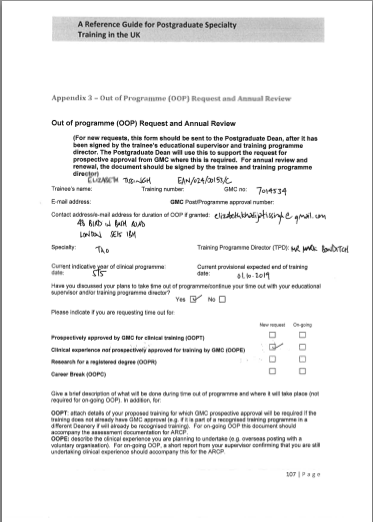 A Reference Guide for Postgraduate Specialty
Training in the UK
Appendix 3 – Out of Programme (OOP) Request and Annual Review
Out of programme (OOP) Request and Annual Review
(For new requests, this form should be sent to the Postgraduate Dean, after it has
been signed by the trainee's educational supervisor and training programme
director. The Postgraduate Dean will use this to support the request for
prospective approval from GMC where this is required. For annual review and
renewal, the document should be signed by the trainee and training programme
director)
ELIZABETH TISSINGH EAN/024/00153/C
Trainee's name: Training number: GMC no: 7019534
E-mail address: GMC Post/Programme approval number:
Contact address/e-mail address for duration of OOP if granted: @gmail.com
BIRD IN BUSH ROAD
LONDON
Specialty: T&O Training Programme Director (TPD): MR MARK BOWDITCH
Current indicative year of clinical programme: Current provisional expected end of training
date: ST5 date: 01.10.2019
Have you discussed your plans to take time out of programme/continue your time out with your educational
supervisor and/or training programme director?
Yes No
Please indicate if you are requesting time out for:
New request On-going
Prospectively approved by GMC for clinical training (OOPT)
Clinical experience not prospectively approved for training by GMC (OOPE)
Research for a registered degree (OOPR)
Career Break (OOPC)
Give a brief description of what will be done during time out of programme and where it will take place (not
required for on-going OOP). In addition, for:
OOPT: attach details of your proposed training for which GMC prospective approval will be required if the
training does not already have GMC approval (e.g. if it is part of a recognised training programme in
a different Deanery it will already be recognised training). For on-going OOP this document should
accompany the assessment documentation for ARCP.
OOPE: describe the clinical experience you are planning to undertake (e.g. overseas posting with a
voluntary organisation). For on-going OOP, a short report from your supervisor confirming that you are still
undertaking clinical experience should accompany this for the ARCP.
107 | Page